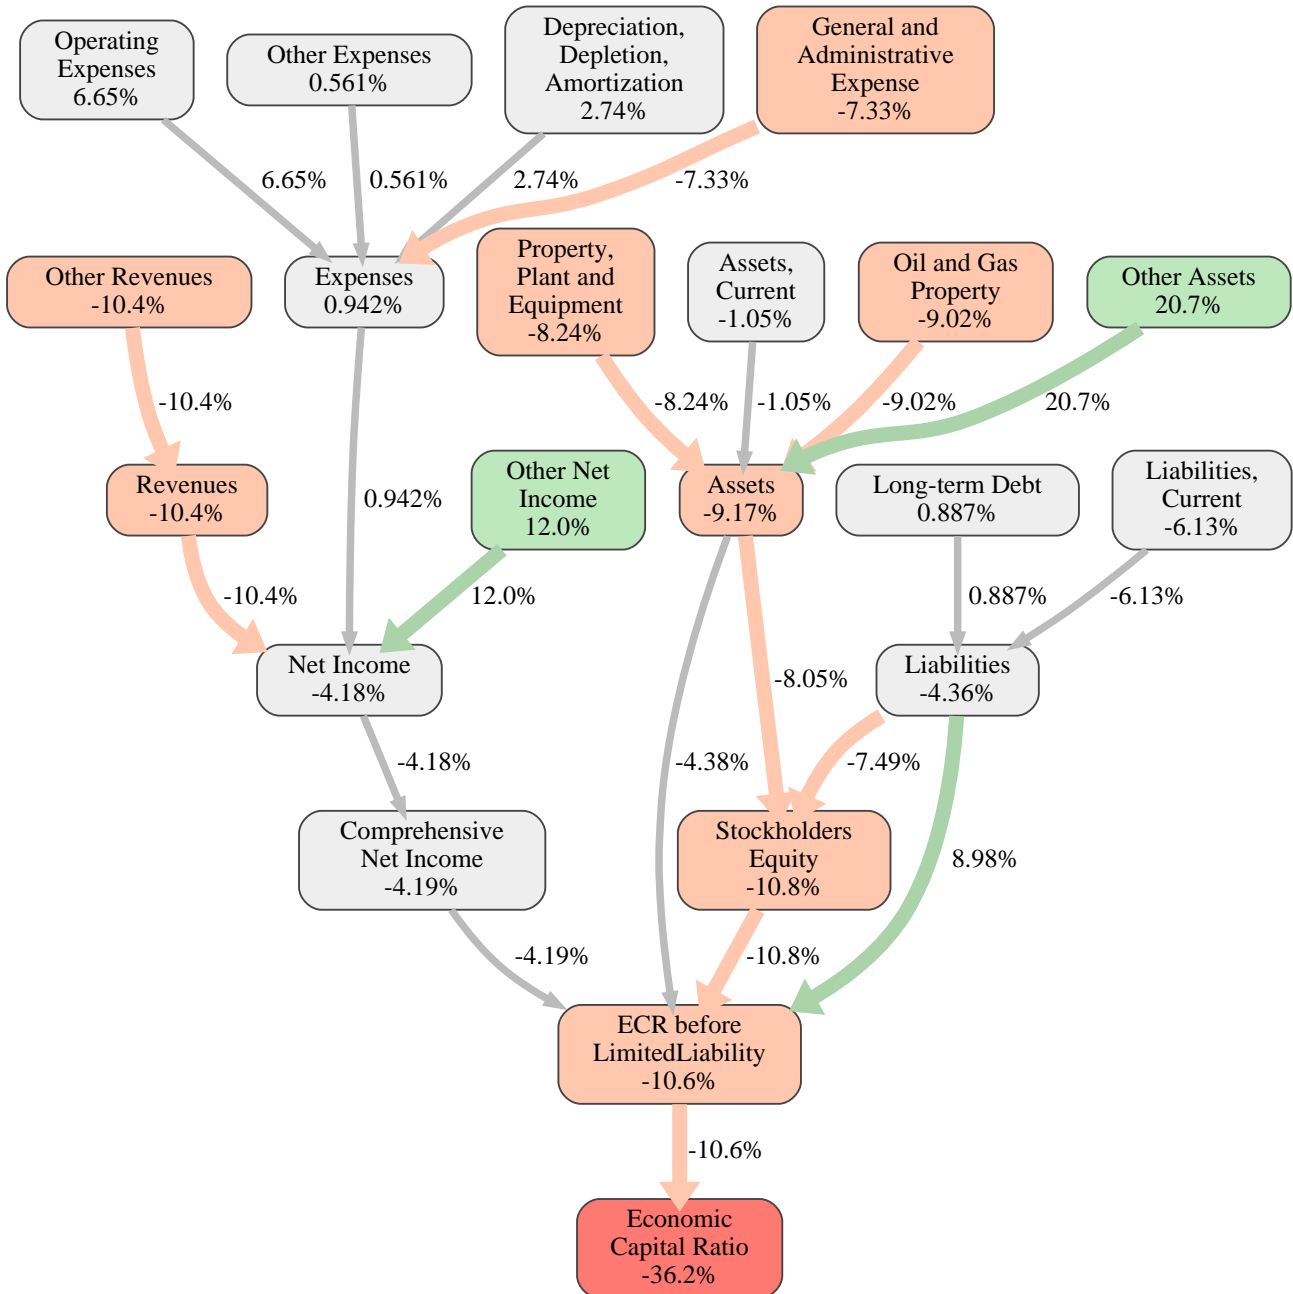 Operating
Expenses
6.65%
Other Expenses
0.561%
Depreciation,
Depletion,
Amortization
2.74%
General and
Administrative
Expense
-7.33%
6.65%
0.561%
2.74%
-7.33%
Other Revenues
-10.4%
Expenses
0.942%
Property,
Plant and
Equipment
-8.24%
Assets,
Current
-1.05%
Oil and Gas
Property
-9.02%
Other Assets
20.7%
-10.4%
-8.24%
-1.05%
-9.02%
20.7%
Revenues
-10.4%
0.942%
Other Net
Income
12.0%
Assets
-9.17%
Long-term Debt
0.887%
Liabilities,
Current
-6.13%
-10.4%
12.0%
0.887%
-6.13%
Net Income
-4.18%
-8.05%
Liabilities
-4.36%
-4.18%
-4.38%
-7.49%
Comprehensive
Net Income
-4.19%
Stockholders
Equity
-10.8%
8.98%
-4.19%
-10.8%
ECR before
LimitedLiability
-10.6%
-10.6%
Economic
Capital Ratio
-36.2%